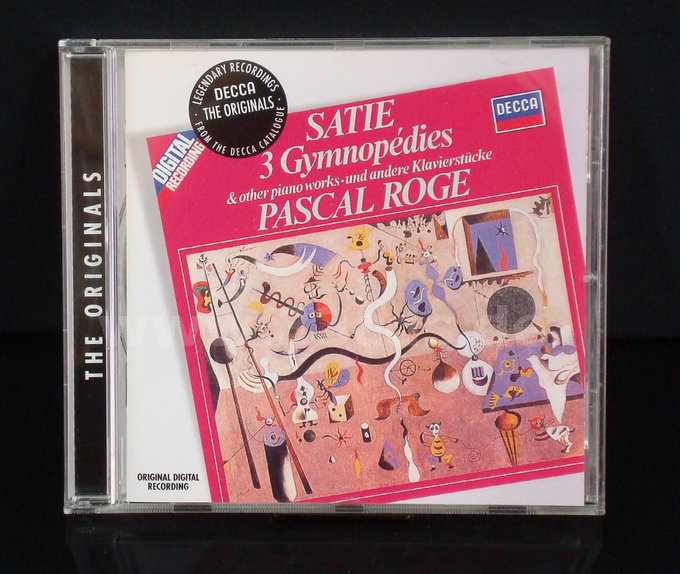 THE ORIGINALS
LEGENDARY RECORDINGS
DECCA
THE ORIGINALS
FROM THE DECCA CATALOGUE
DIGITAL
RECORDING
DECCA
SATIE
3 Gymnopédies
& other piano works·und andere Klavierstücke
PASCAL ROGE
ORIGINAL DIGITAL
RECORDING